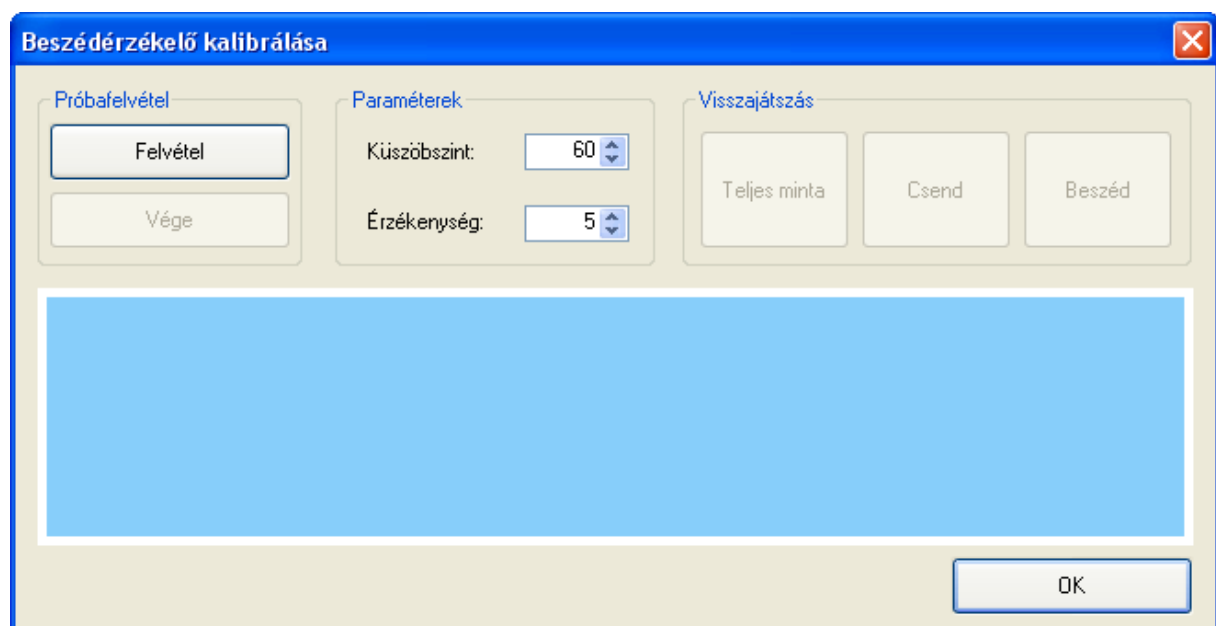 Beszédérzékelő kalibrálása
Próbafelvétel
Felvétel
Vége
Paraméterek
Küszöbszint: 60
Érzékenység: 5
Visszajátszás
Teljes minta
Csend
Beszéd
OK